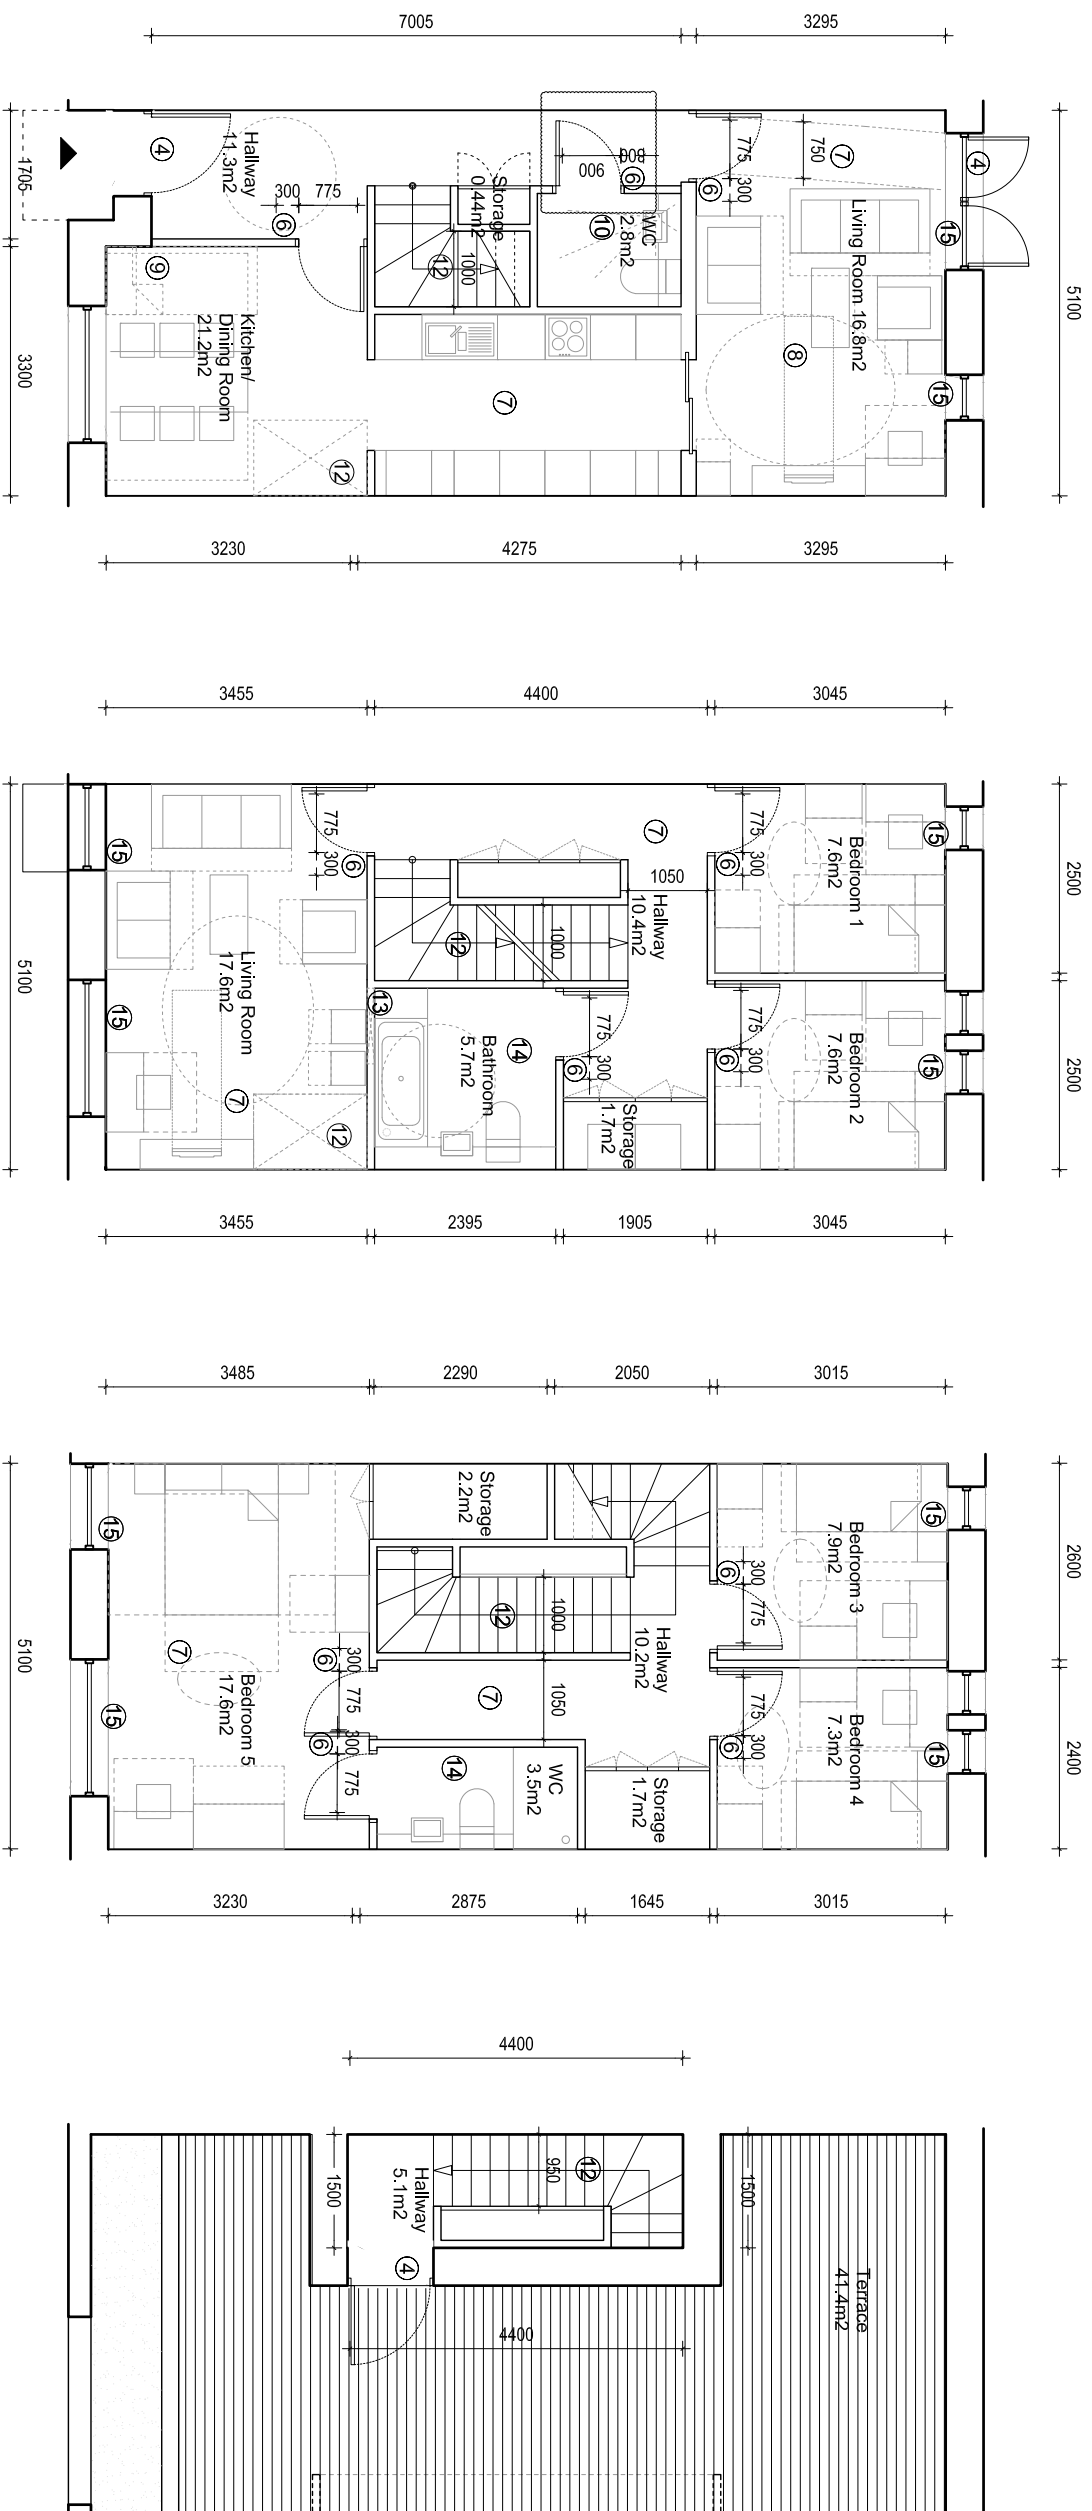 7005
3295
5100
1705
3300
4
Hallway
11.3m2
300
775
6
Storage
0.44m2
12
1000
900
800
6
WC
2.8m2
10
775
300
6
750
7
4
15
Living Room 16.8m2
8
15
9
Kitchen/
Dining Room
21.2m2
7
12
3230
4275
3295
3455
4400
3045
2500
2500
5100
15
775
300
6
7
775
300
6
15
Bedroom 1
7.6m2
1050
Hallway
10.4m2
12
1000
Living Room
17.6m2
15
13
14
Bathroom
5.7m2
775
300
6
Storage
1.7m2
775
300
6
Bedroom 2
7.6m2
15
7
12
3455
2395
1905
3045
3485
2290
2050
3015
2600
2400
5100
15
Storage
2.2m2
Bedroom 3
7.9m2
15
300
6
775
12
1000
Hallway
10.2m2
7
Bedroom 5
17.6m2
15
300
6
775
300
6
775
7
1050
14
WC
3.5m2
Storage
1.7m2
775
300
6
Bedroom 4
7.3m2
15
3230
2875
1645
3015
4400
1500
950
12
1500
Hallway
5.1m2
4
4400
Terrace
41.4m2